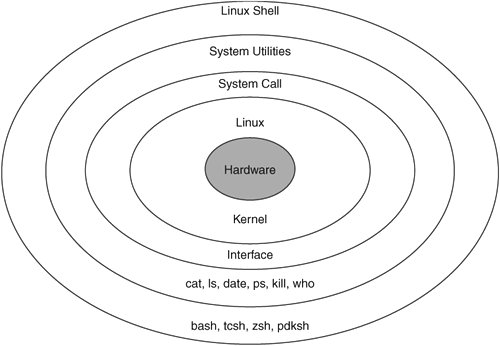 Linux Shell
System Utilities
System Call
Linux
Hardware
Kernel
Interface
cat, ls, date, ps, kill, who
bash, tcsh, zsh, pdksh